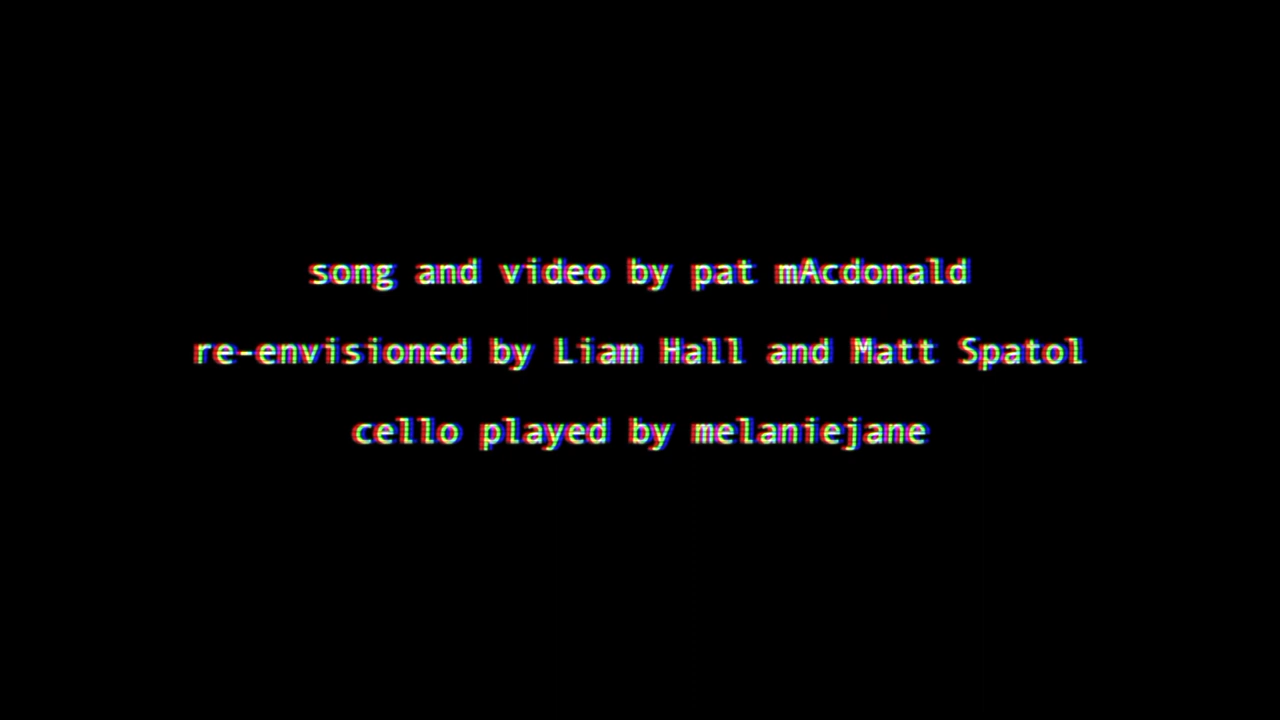 song and video by pat mAcdonald
re-envisioned by Liam Hall and Matt Spatol
cello played by melaniejane